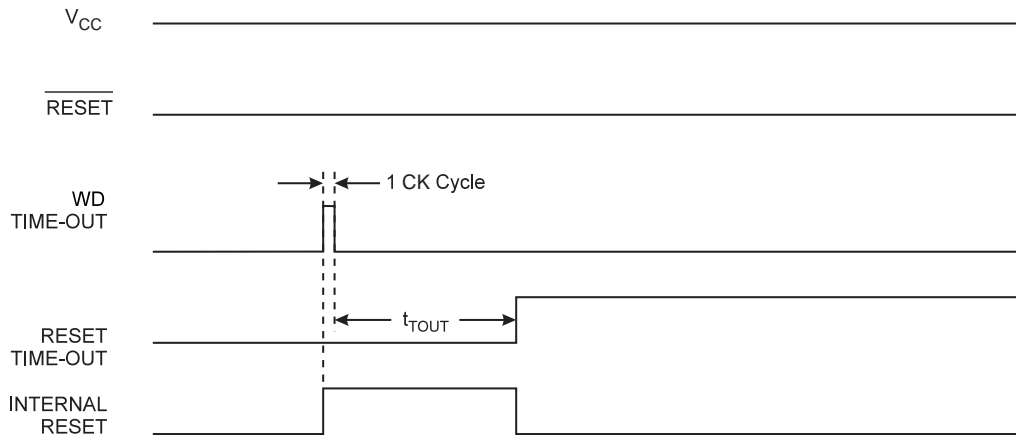 VCC
RESET
1 CK Cycle
WD
TIME-OUT
tTOUT
RESET
TIME-OUT
INTERNAL
RESET